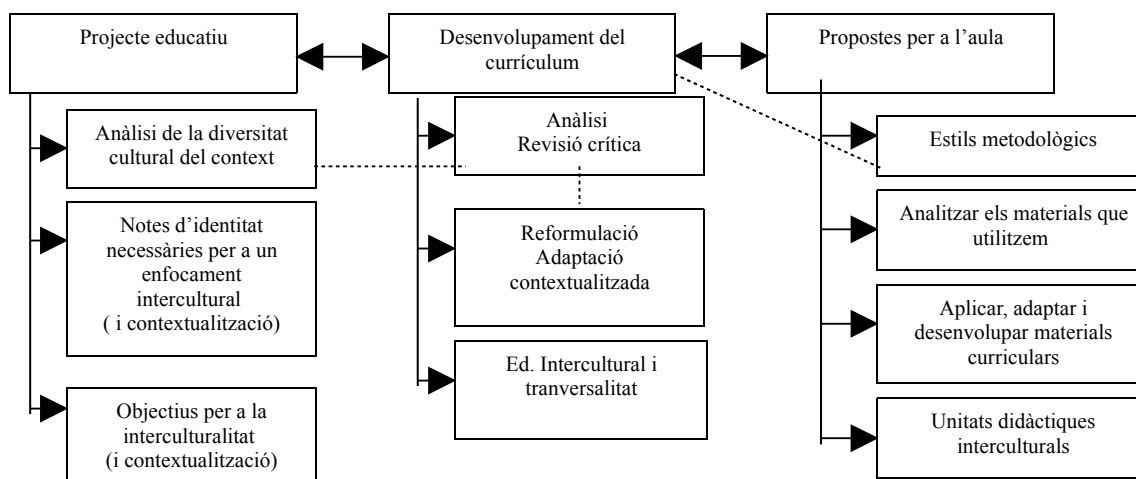 Projecte educatiu
Anàlisi de la diversitat
cultural del context
Notes d’identitat
necessàries per a un
enfocament
intercultural
( i contextualització)
Objectius per a la
interculturalitat
(i contextualització)
Desenvolupament del
currículum
Anàlisi
Revisió crítica
Reformulació
Adaptació
contextualitzada
Ed. Intercultural i
tranversalitat
Propostes per a l’aula
Estils metodològics
Analitzar els materials que
utilitzem
Aplicar, adaptar i
desenvolupar materials
curriculars
Unitats didàctiques
interculturals